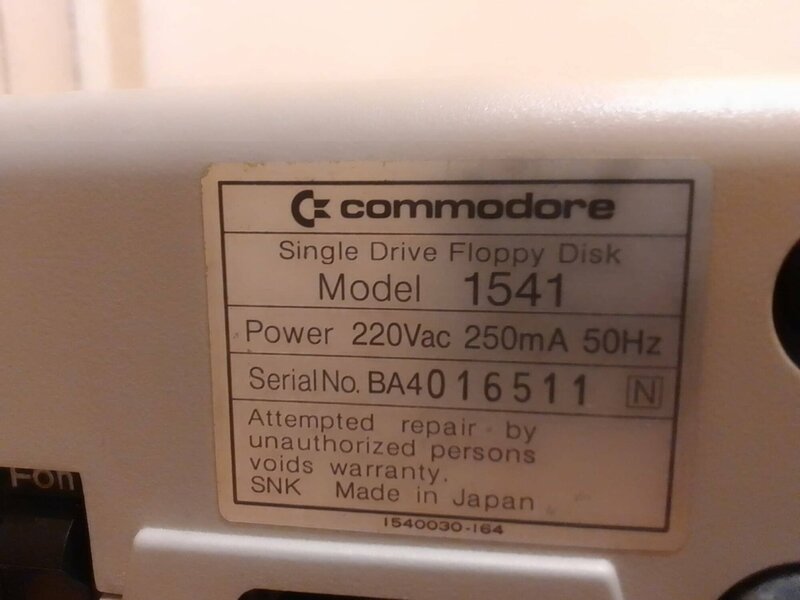 commodore
Single Drive Floppy Disk
Model 1541
Power 220Vac 250mA 50Hz
Serial No. BA4016511 N
Attempted repair by
unauthorized persons
voids warranty.
SNK Made in Japan
1540030-164